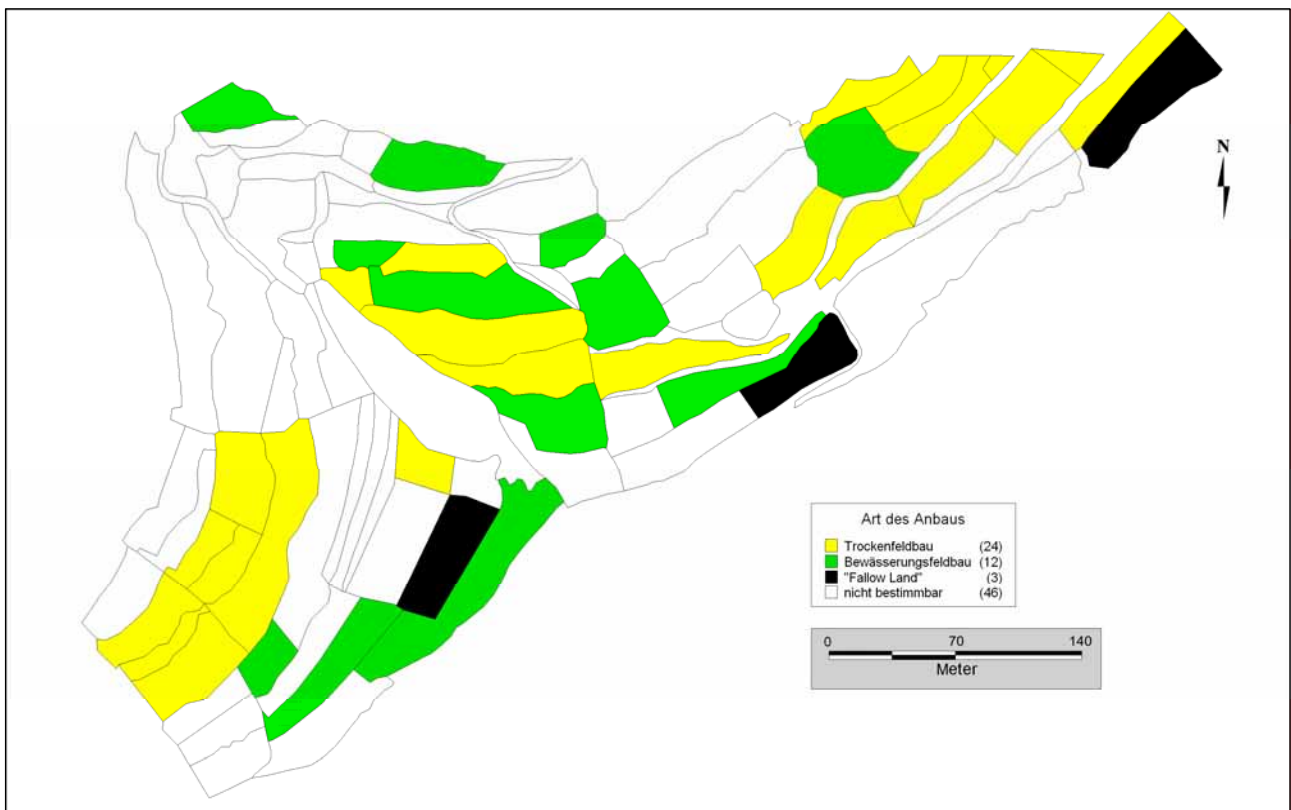 N
Art des Anbaus
Trockenfeldbau (24)
Bewässerungsfeldbau (12)
"Fallow Land" (3)
nicht bestimmbar (46)
0 70 140
Meter